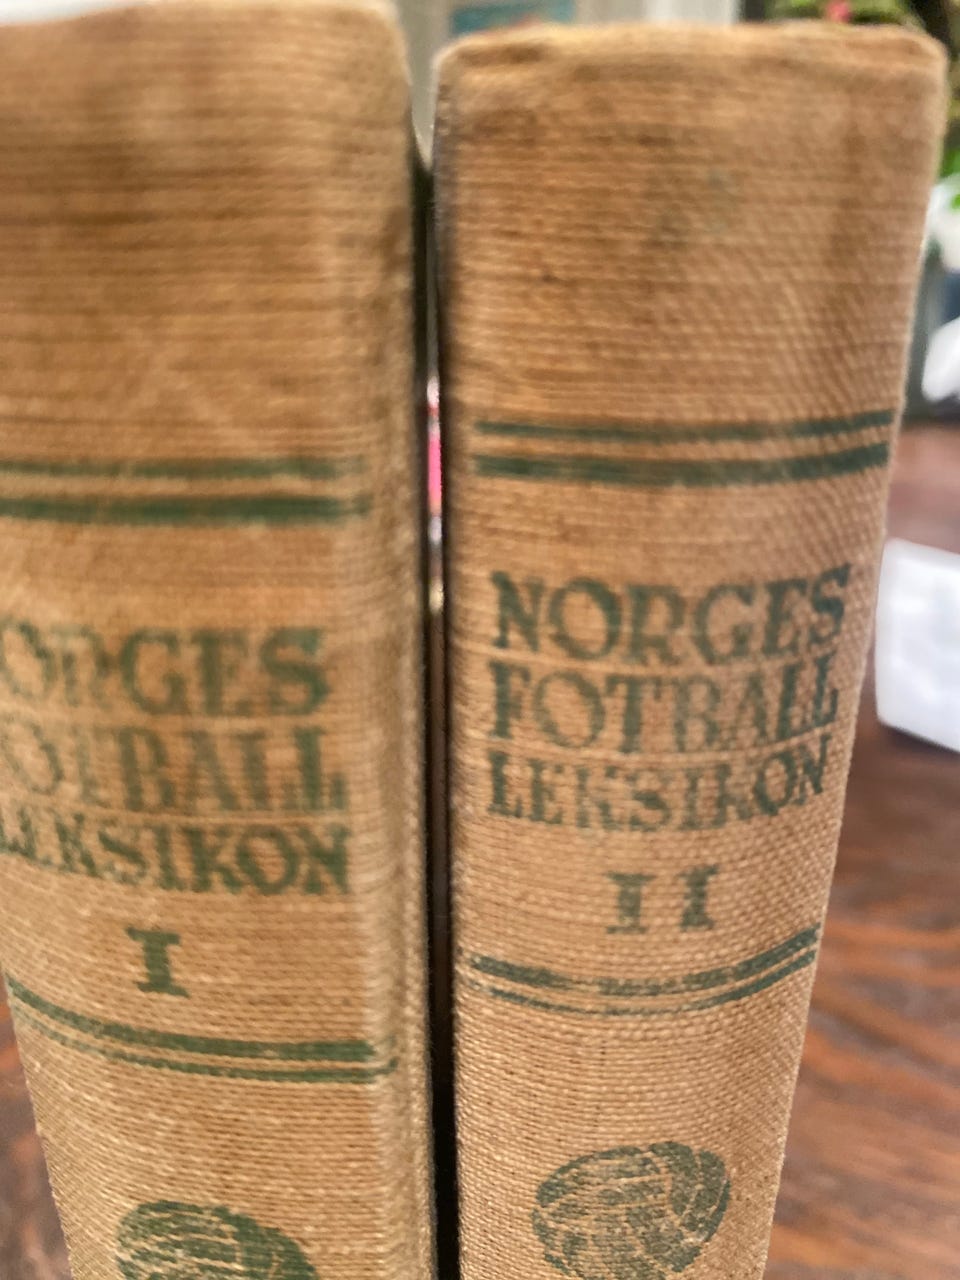 NORGES
FOTBALL
LEKSIKON
I
NORGES
FOTBALL
LEKSIKON
II